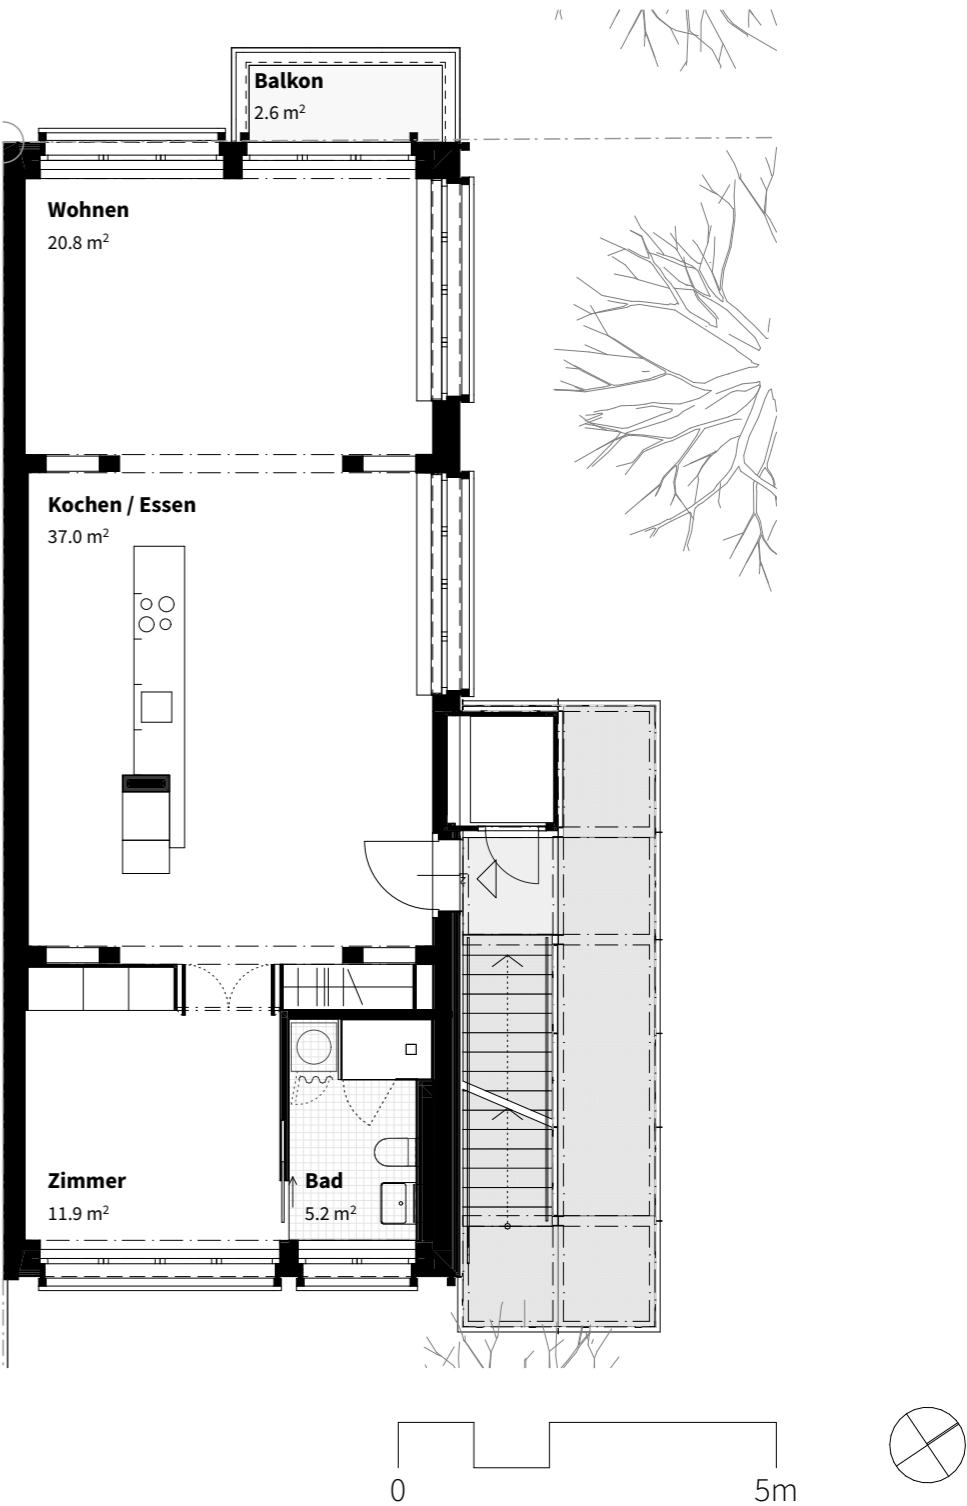 Balkon
2.6 m²
Wohnen
20.8 m²
Kochen / Essen
37.0 m²
Zimmer
11.9 m²
Bad
5.2 m²
0 5m